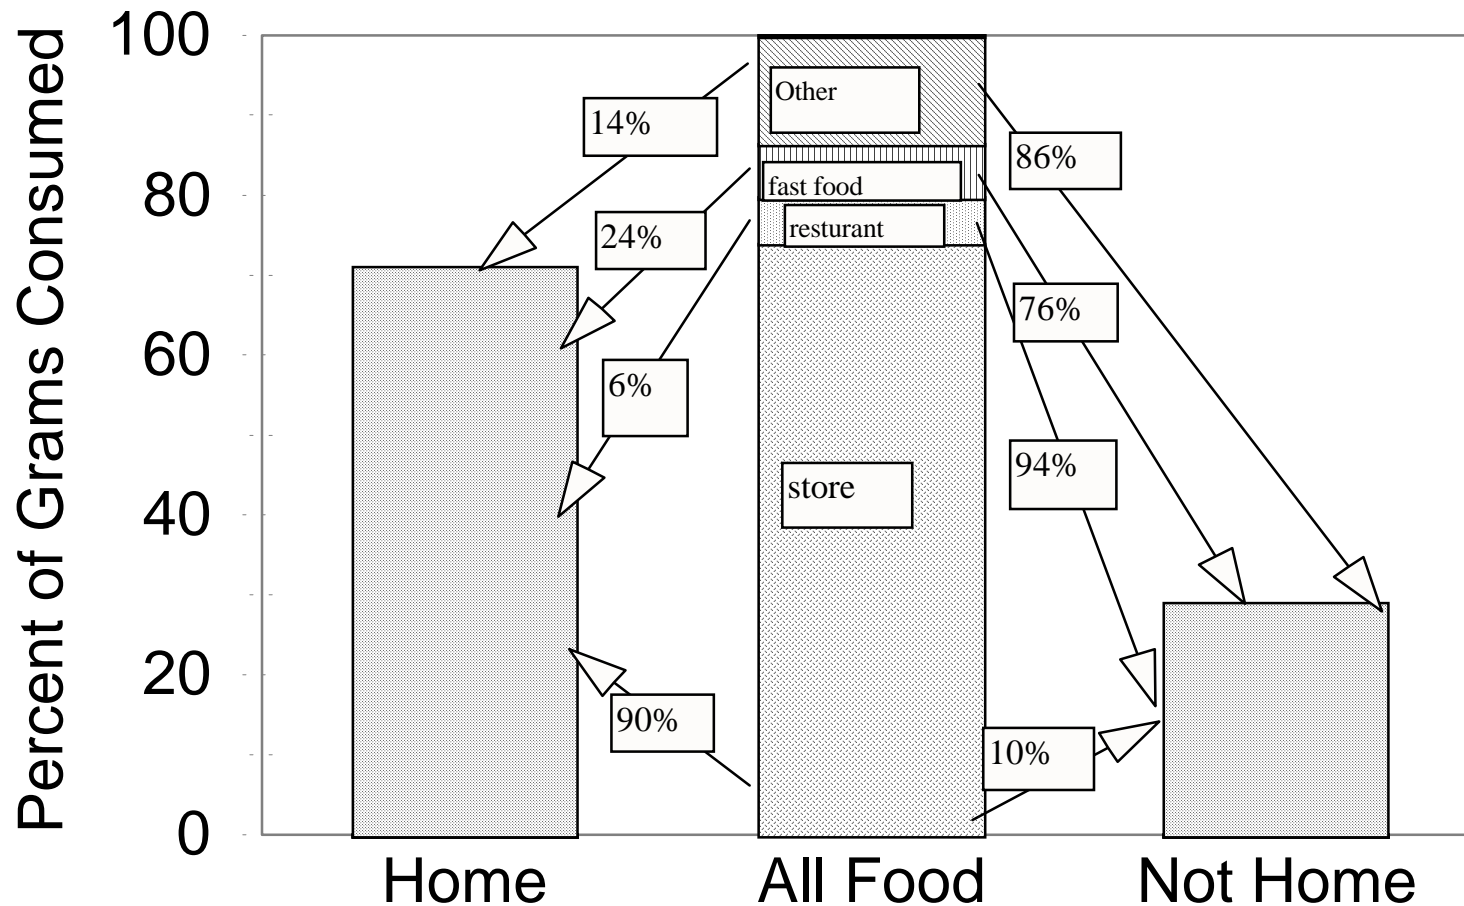 Percent of Grams Consumed
100
80
60
40
20
0
14%
24%
6%
90%
Other
fast food
resturant
store
86%
76%
94%
10%
Home
All Food
Not Home